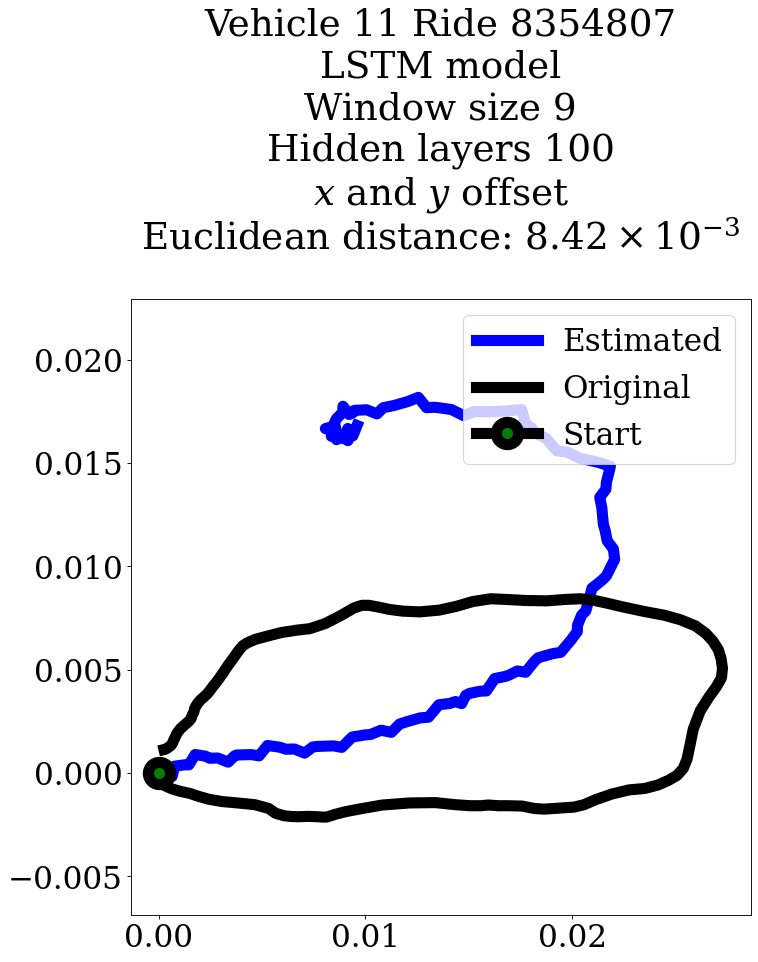 Vehicle 11 Ride 8354807
LSTM model
Window size 9
Hidden layers 100
x and y offset
Euclidean distance: 8.42 × 10⁻³
Estimated
Original
Start
0.020
0.015
0.010
0.005
0.000
−0.005
0.00 0.01 0.02